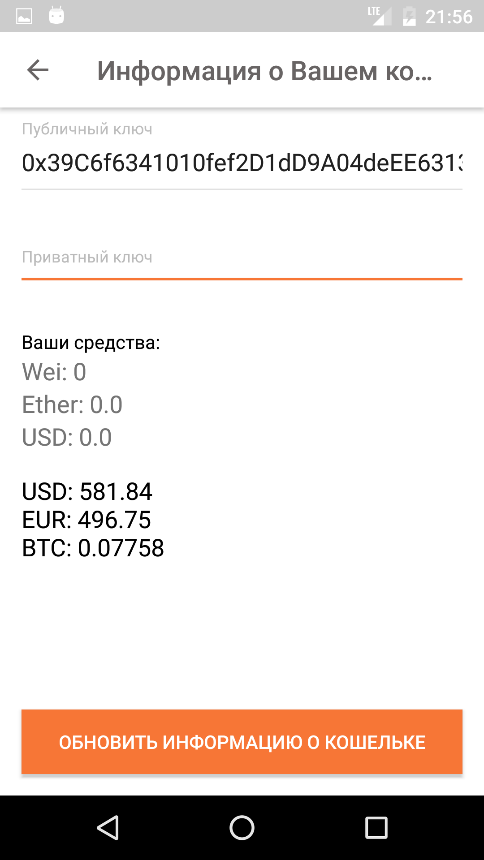 LTE 21:56
Информация о Вашем ко...
Публичный ключ
0x39C6f6341010fef2D1dD9A04deEE6313
Приватный ключ
Ваши средства:
Wei: 0
Ether: 0.0
USD: 0.0
USD: 581.84
EUR: 496.75
BTC: 0.07758
ОБНОВИТЬ ИНФОРМАЦИЮ О КОШЕЛЬКЕ